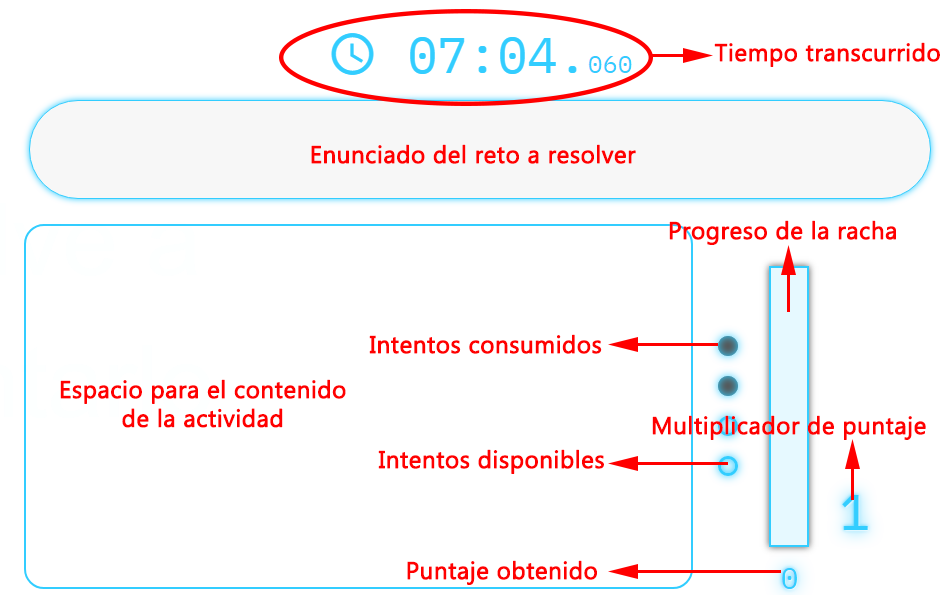 07:04.060
Tiempo transcurrido
Enunciado del reto a resolver
Progreso de la racha
Intentos consumidos
Espacio para el contenido
de la actividad
Multiplicador de puntaje
Intentos disponibles
1
Puntaje obtenido
0